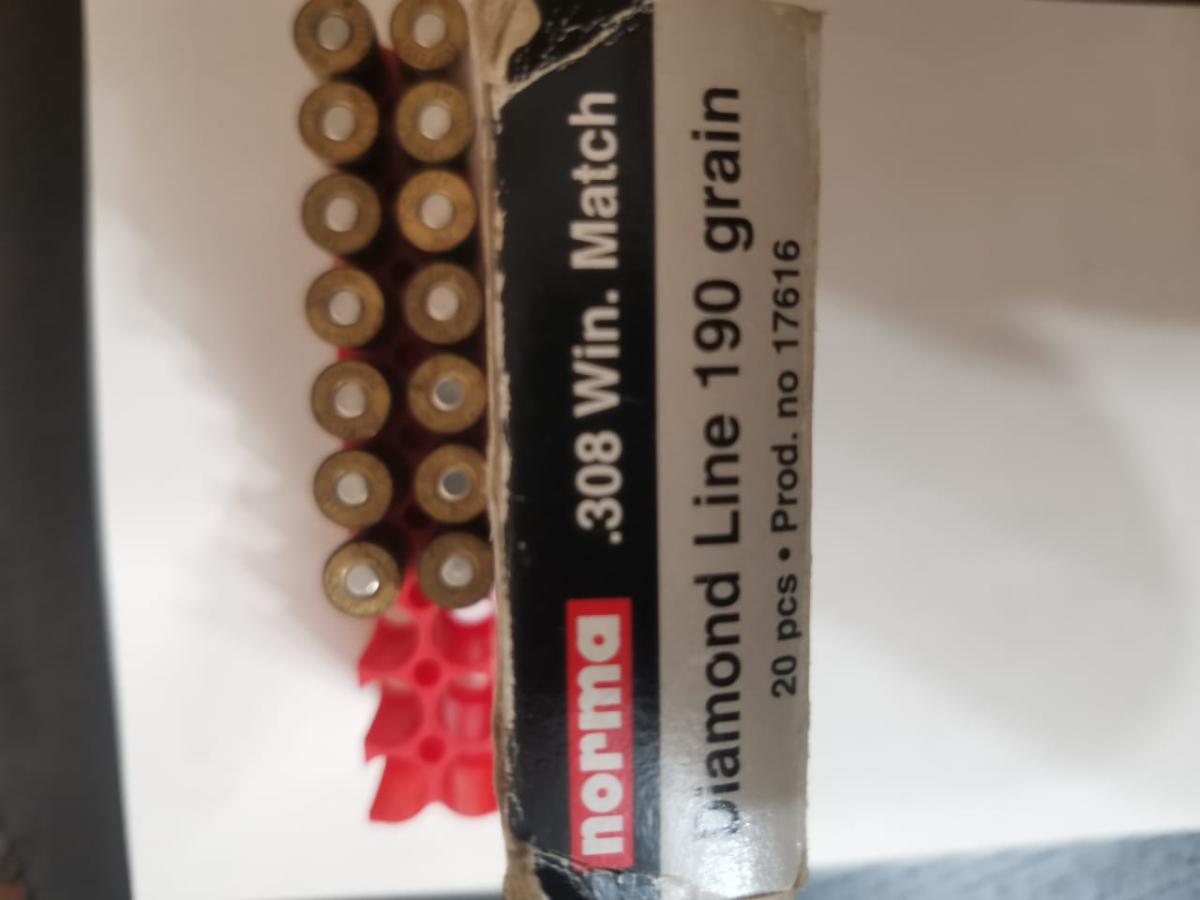 norma .308 Win. Match
Diamond Line 190 grain
20 pcs • Prod. no 17616